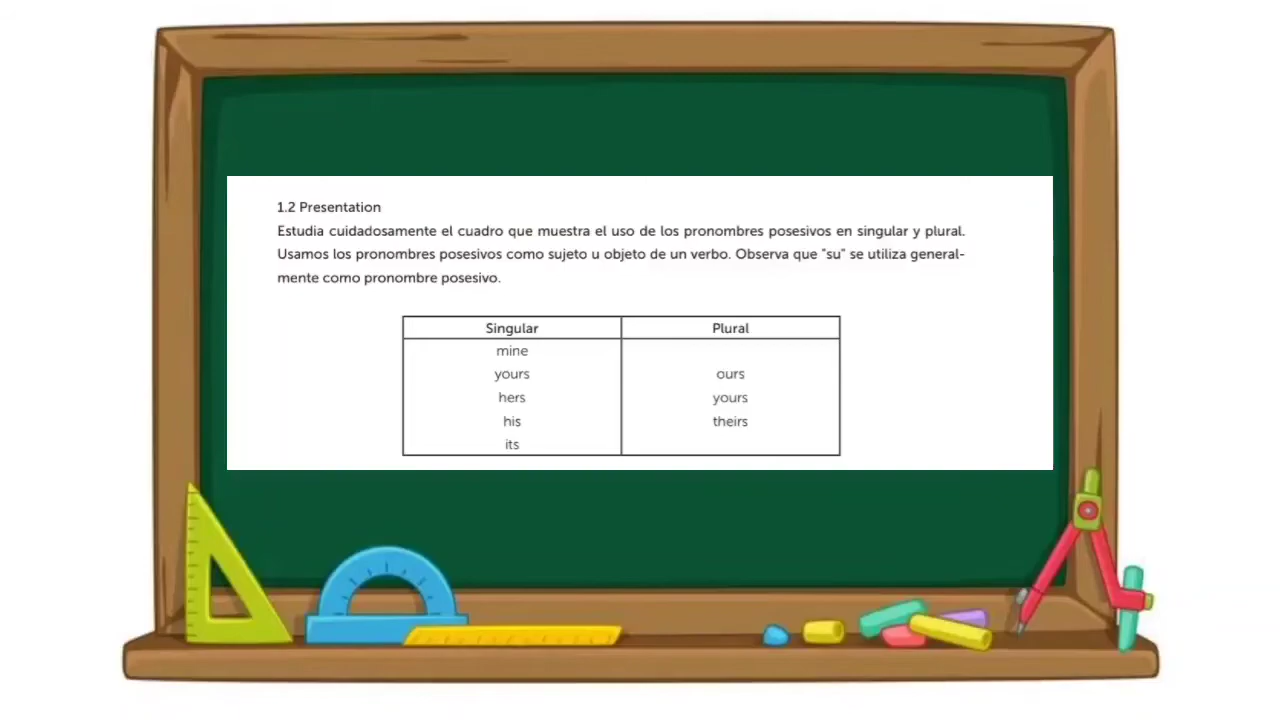 1.2 Presentation
Estudia cuidadosamente el cuadro que muestra el uso de los pronombres posesivos en singular y plural.
Usamos los pronombres posesivos como sujeto u objeto de un verbo. Observa que "su" se utiliza general-
mente como pronombre posesivo.
Singular Plural
mine
yours ours
hers yours
his theirs
its